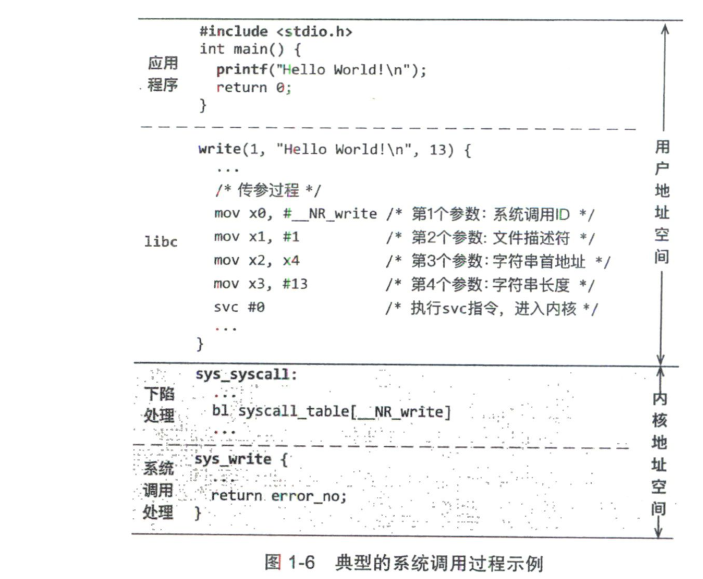 #include <stdio.h>
int main() {
printf("Hello World!\n");
return 0;
}
应用
程序
write(1, "Hello World!\n", 13) {
...
/* 传参过程 */
mov x0, #__NR_write /* 第1个参数: 系统调用ID */
mov x1, #1 /* 第2个参数: 文件描述符 */
mov x2, x4 /* 第3个参数: 字符串首地址 */
mov x3, #13 /* 第4个参数: 字符串长度 */
svc #0 /* 执行svc指令, 进入内核 */
...
}
libc
用户地址空间
sys_syscall:
...
bl syscall_table[__NR_write]
...
下陷
处理
sys_write {
...
return error_no;
}
系统
调用
处理
内核地址空间
图 1-6 典型的系统调用过程示例